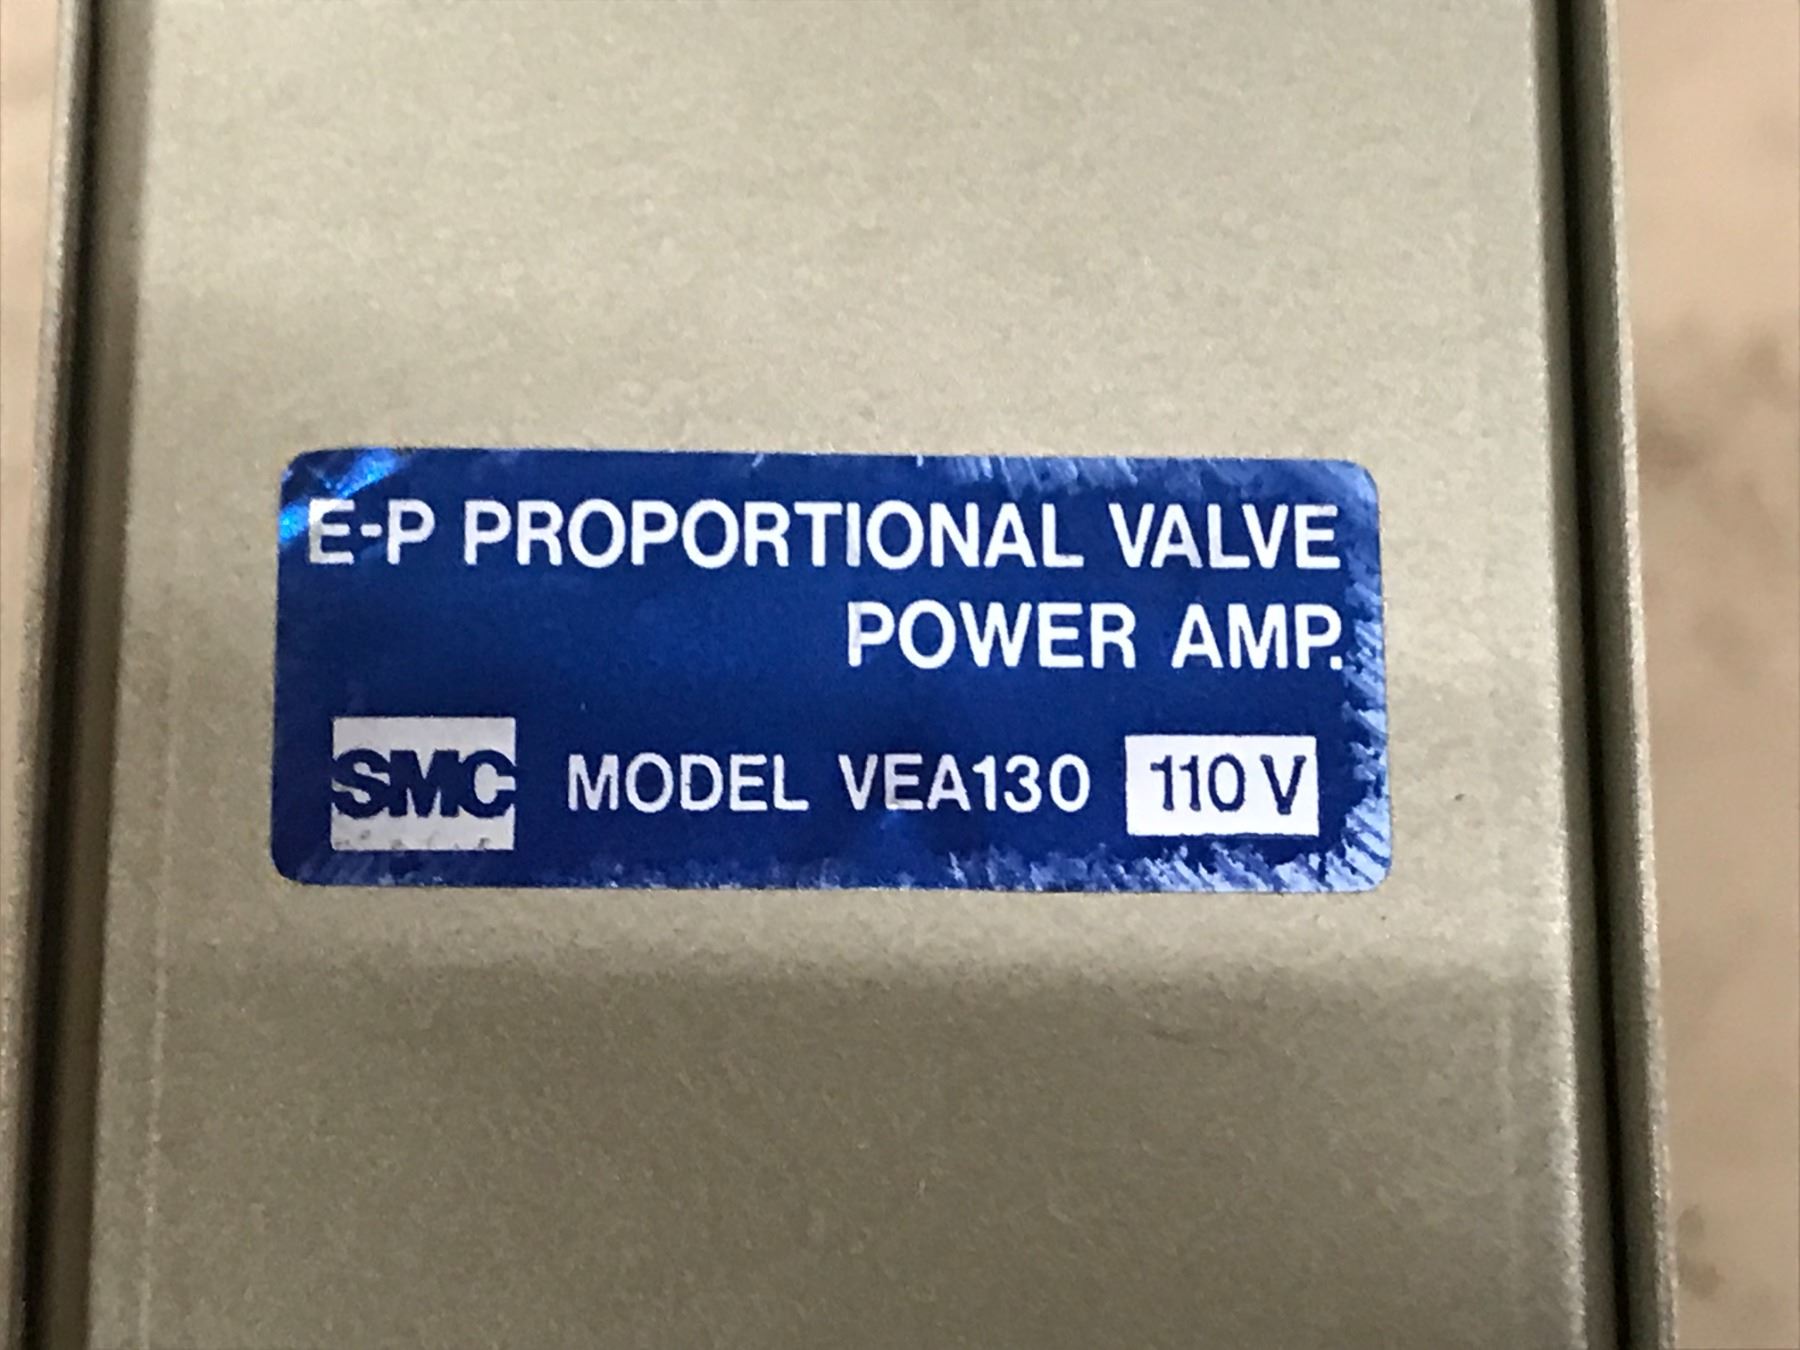 E-P PROPORTIONAL VALVE
POWER AMP.
SMC MODEL VEA130 110V